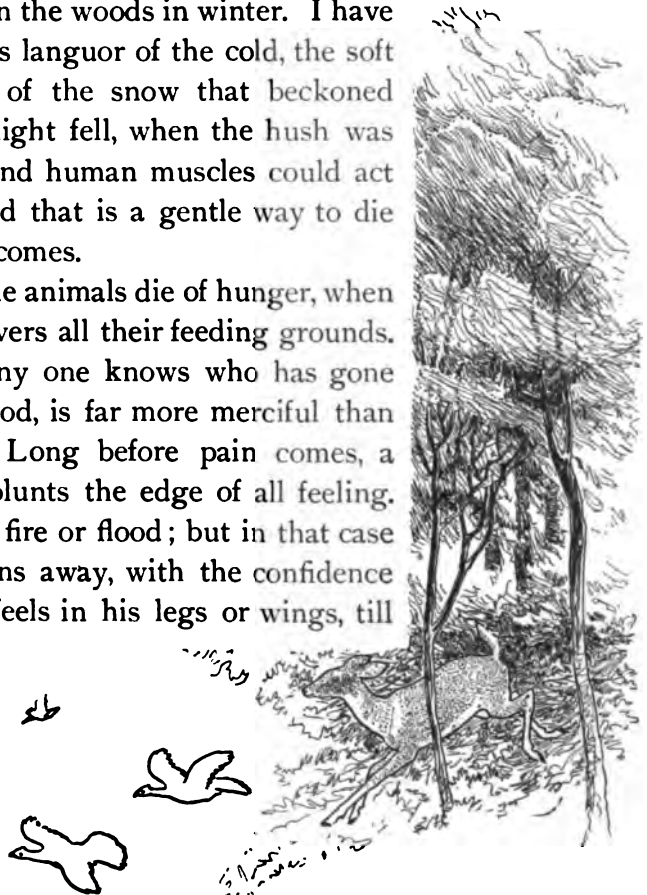 n the woods in winter. I have
s languor of the cold, the soft
of the snow that beckoned
ight fell, when the hush was
nd human muscles could act
d that is a gentle way to die
comes.
e animals die of hunger, when
vers all their feeding grounds.
ny one knows who has gone
od, is far more merciful than
Long before pain comes, a
lunts the edge of all feeling.
fire or flood; but in that case
ns away, with the confidence
feels in his legs or wings, till